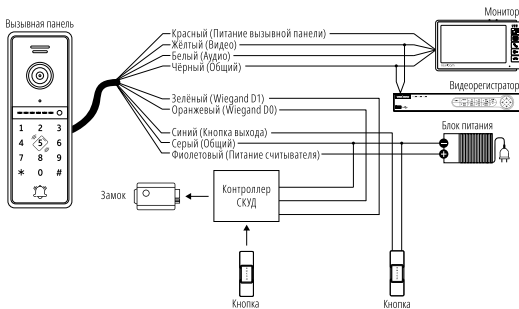 Вызывная панель
Монитор
Красный (Питание вызывной панели)
Жёлтый (Видео)
Белый (Аудио)
Чёрный (Общий)
Видеорегистратор
Зелёный (Wiegand D1)
Оранжевый (Wiegand D0)
Синий (Кнопка выхода)
Серый (Общий)
Фиолетовый (Питание считывателя)
Блок питания
1 2 3
4 5 6
7 8 9
* 0 #
Замок
Контроллер
СКУД
Кнопка
Кнопка